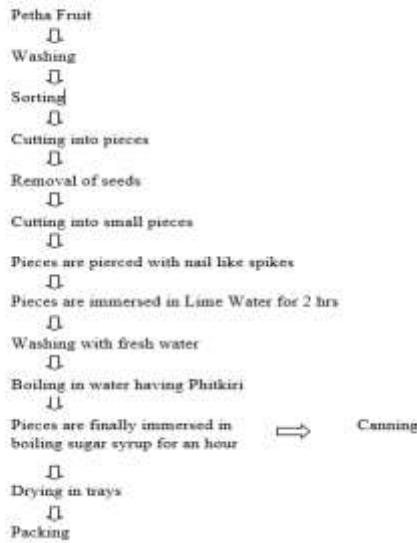 Petha Fruit
Washing
Sorting
Cutting into pieces
Removal of seeds
Cutting into small pieces
Pieces are pierced with nail like spikes
Pieces are immersed in Lime Water for 2 hrs
Washing with fresh water
Boiling in water having Phitkiri
Pieces are finally immersed in
boiling sugar syrup for an hour
Canning
Drying in trays
Packing